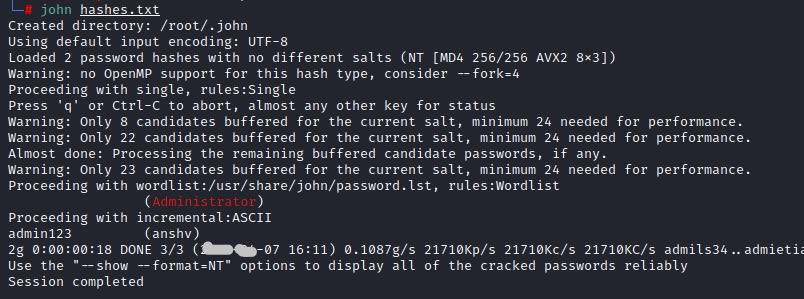 # john hashes.txt
Created directory: /root/.john
Using default input encoding: UTF-8
Loaded 2 password hashes with no different salts (NT [MD4 256/256 AVX2 8×3])
Warning: no OpenMP support for this hash type, consider --fork=4
Proceeding with single, rules:Single
Press 'q' or Ctrl-C to abort, almost any other key for status
Warning: Only 8 candidates buffered for the current salt, minimum 24 needed for performance.
Warning: Only 22 candidates buffered for the current salt, minimum 24 needed for performance.
Almost done: Processing the remaining buffered candidate passwords, if any.
Warning: Only 23 candidates buffered for the current salt, minimum 24 needed for performance.
Proceeding with wordlist:/usr/share/john/password.lst, rules:Wordlist
(Administrator)
Proceeding with incremental:ASCII
admin123 (anshv)
2g 0:00:00:18 DONE 3/3 ( -07 16:11) 0.1087g/s 21710Kp/s 21710Kc/s 21710KC/s admils34..admietia
Use the "--show --format=NT" options to display all of the cracked passwords reliably
Session completed